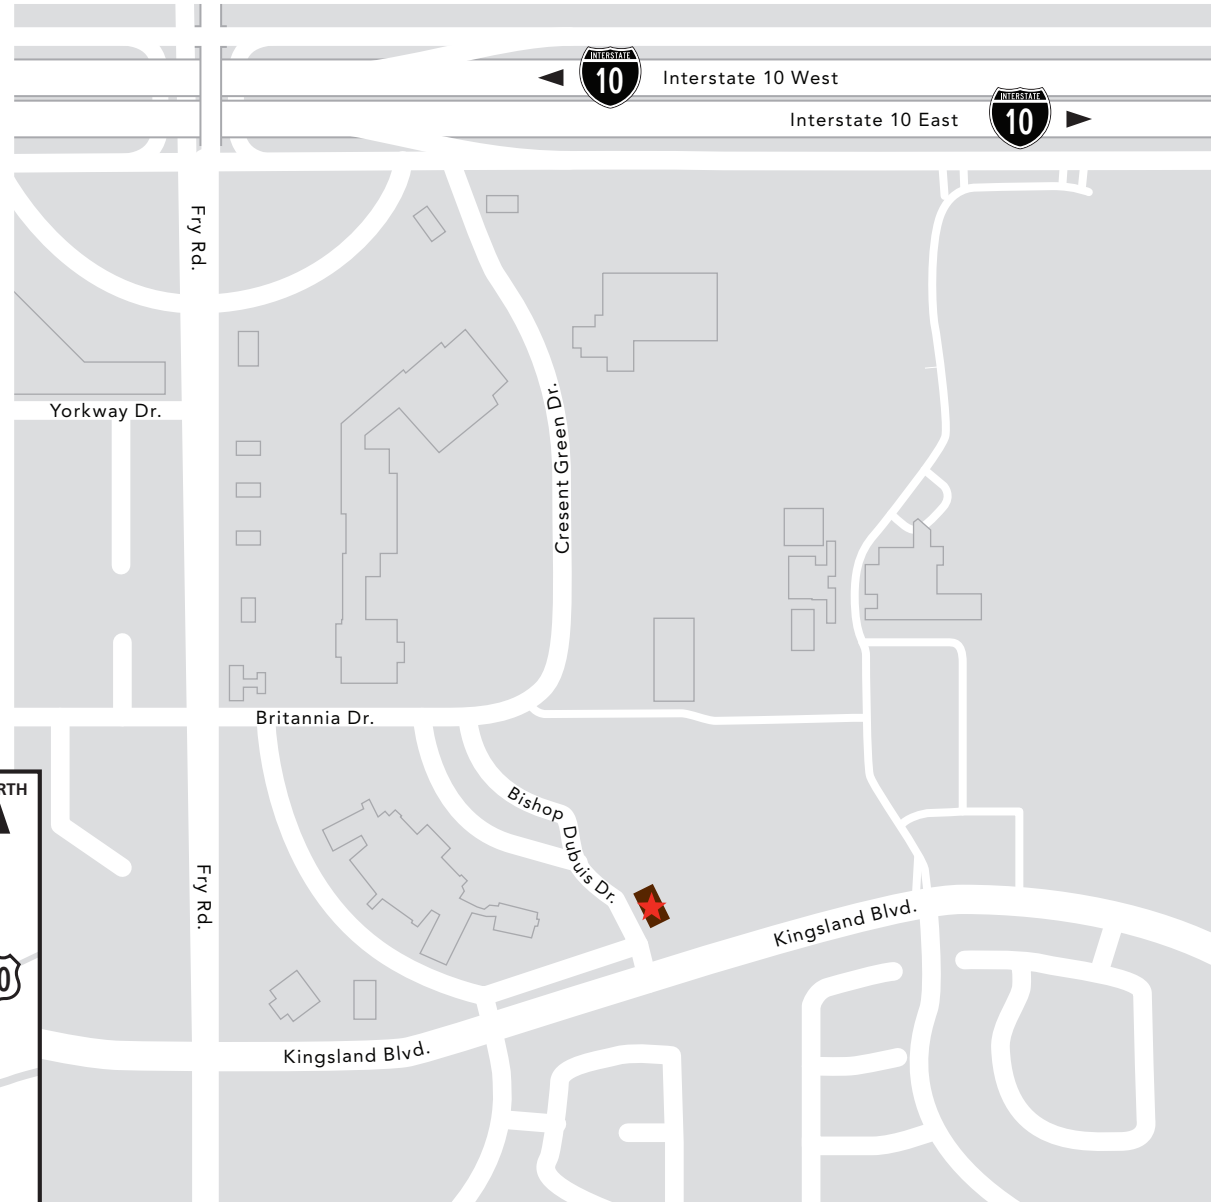 INTERSTATE
10
Interstate 10 West
Interstate 10 East
INTERSTATE
10
Fry Rd.
Cresent Green Dr.
Yorkway Dr.
Britannia Dr.
RTH
Bishop Dubuis Dr.
Fry Rd.
Kingsland Blvd.
0
Kingsland Blvd.